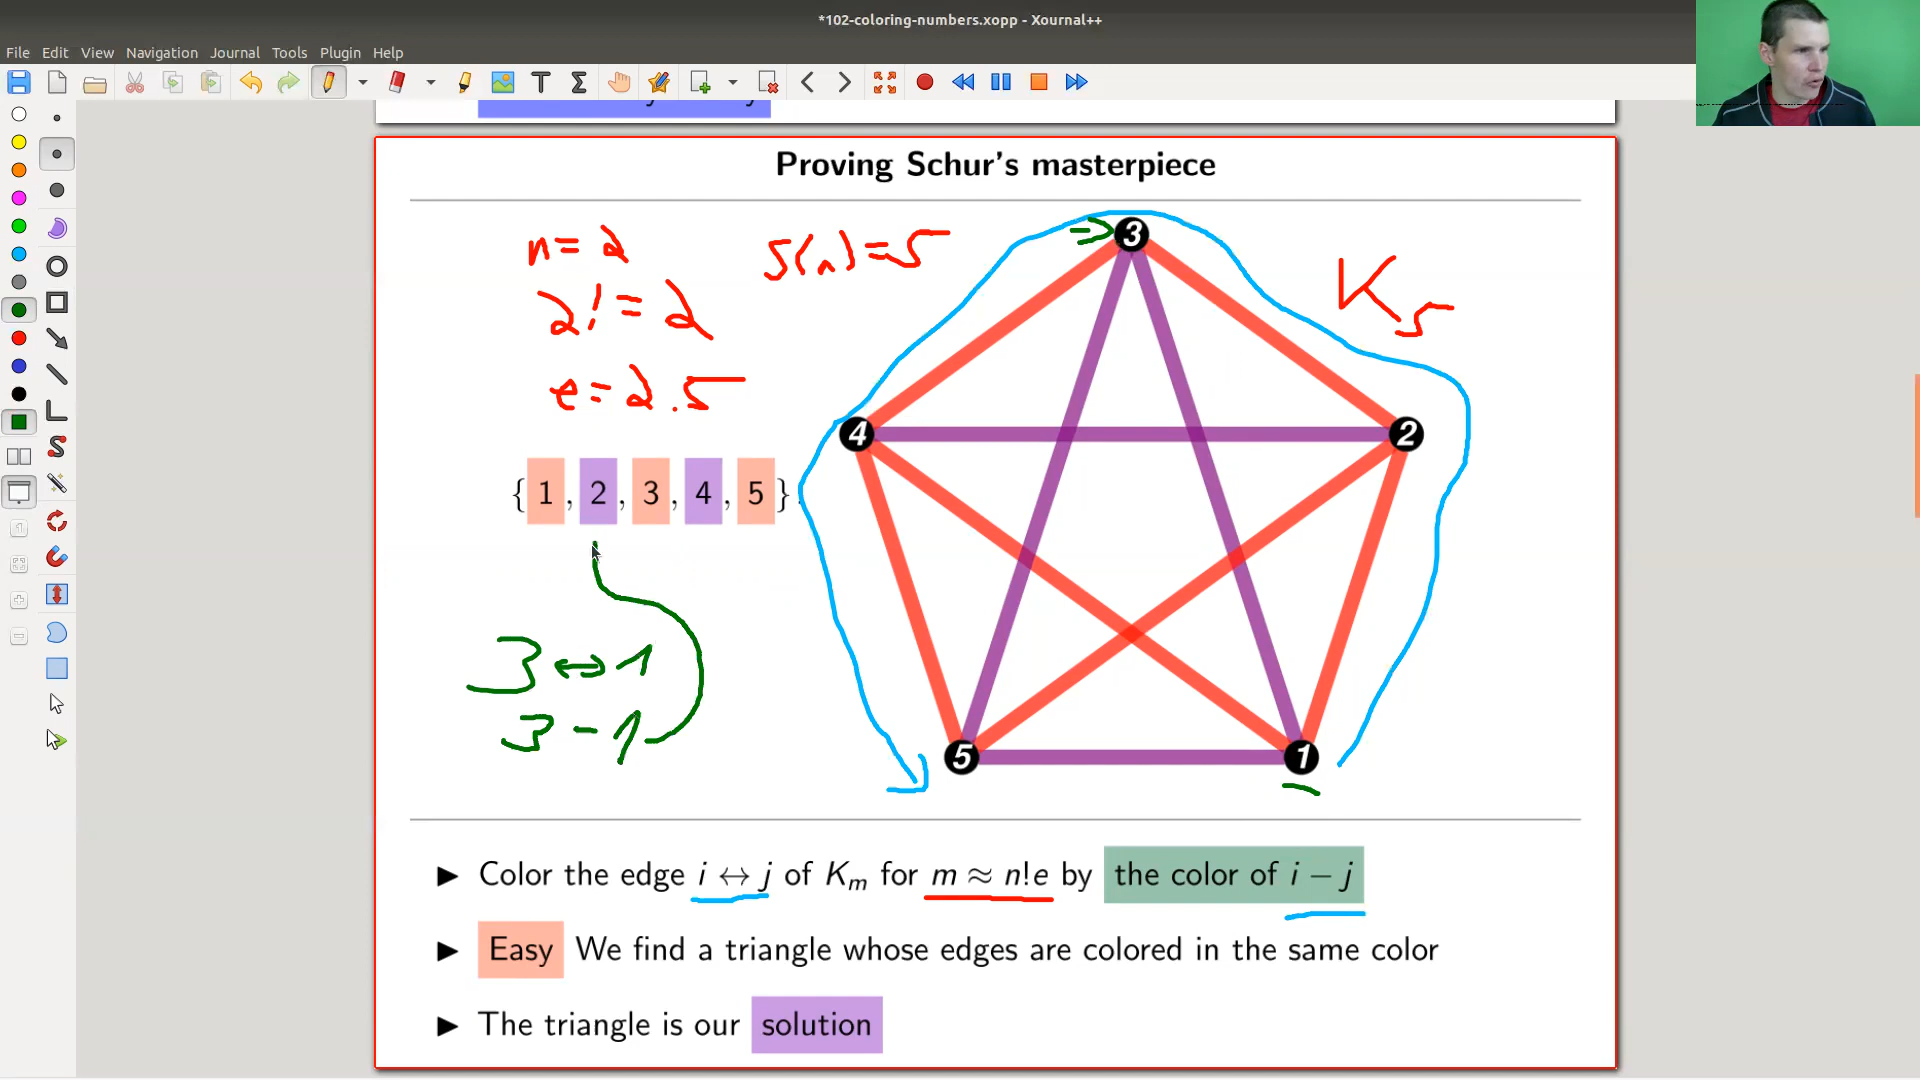 *102-coloring-numbers.xopp - Xournal++
File Edit View Navigation Journal Tools Plugin Help
Proving Schur's masterpiece
n = 2
2! = 2
e = 2.5
S(n) = 5
K5
3
4
2
5
1
{ 1 , 2 , 3 , 4 , 5 }
3 ↔ 1
3 - 1
► Color the edge i ↔ j of Km for m ≈ n!e by the color of i − j
► Easy We find a triangle whose edges are colored in the same color
► The triangle is our solution